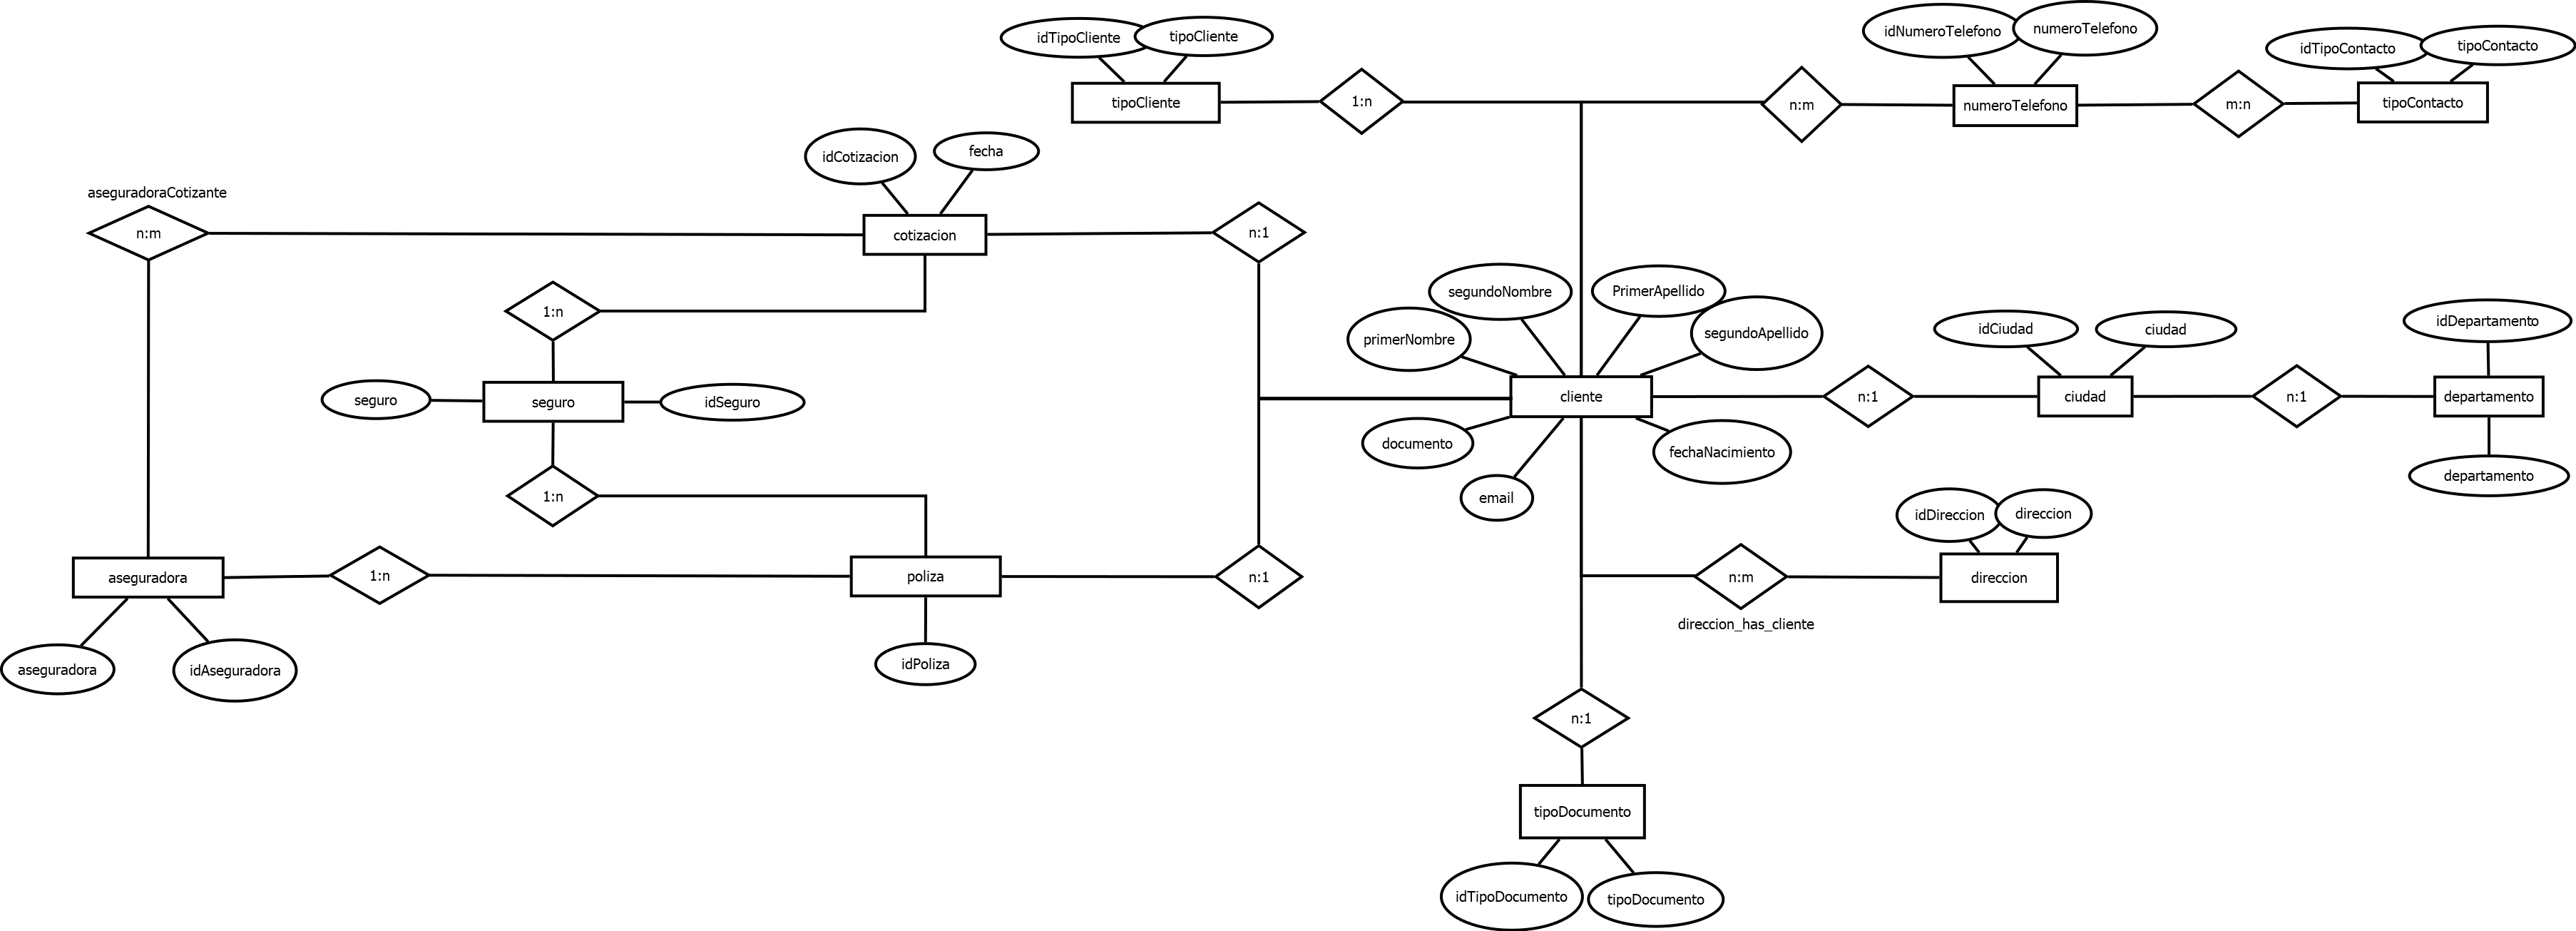 idTipoCliente
tipoCliente
idNumeroTelefono
numeroTelefono
idTipoContacto
tipoContacto
tipoCliente
1:n
n:m
numeroTelefono
m:n
tipoContacto
idCotizacion
fecha
aseguradoraCotizante
n:m
cotizacion
n:1
1:n
segundoNombre
PrimerApellido
primerNombre
segundoApellido
idCiudad
ciudad
idDepartamento
seguro
seguro
idSeguro
cliente
n:1
ciudad
n:1
departamento
documento
fechaNacimiento
email
departamento
1:n
idDireccion
direccion
aseguradora
1:n
poliza
n:1
n:m
direccion
direccion_has_cliente
aseguradora
idAseguradora
idPoliza
n:1
tipoDocumento
idTipoDocumento
tipoDocumento